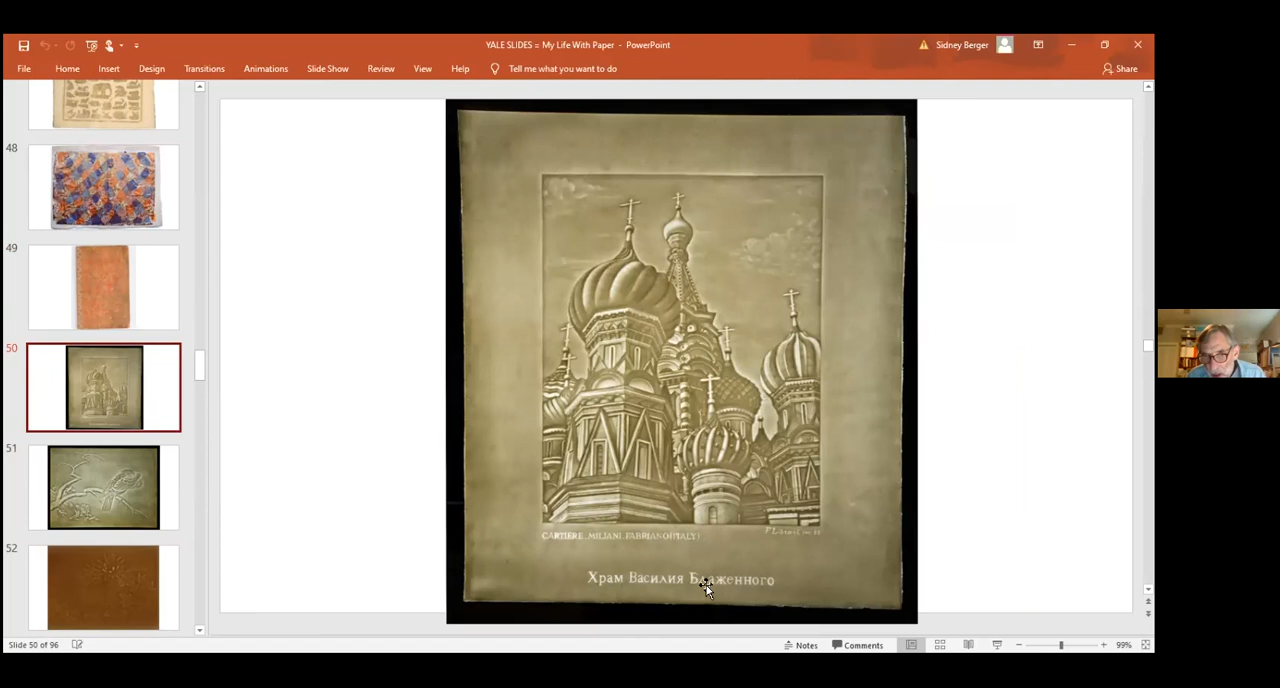 YALE SLIDES = My Life With Paper - PowerPoint
Sidney Berger
File Home Insert Design Transitions Animations Slide Show Review View Help Tell me what you want to do
Share
48
49
50
51
52
CARTIERE MILIANI FABRIANO (ITALY)
Храм Василия Блаженного
Slide 50 of 96
Notes
Comments
99%